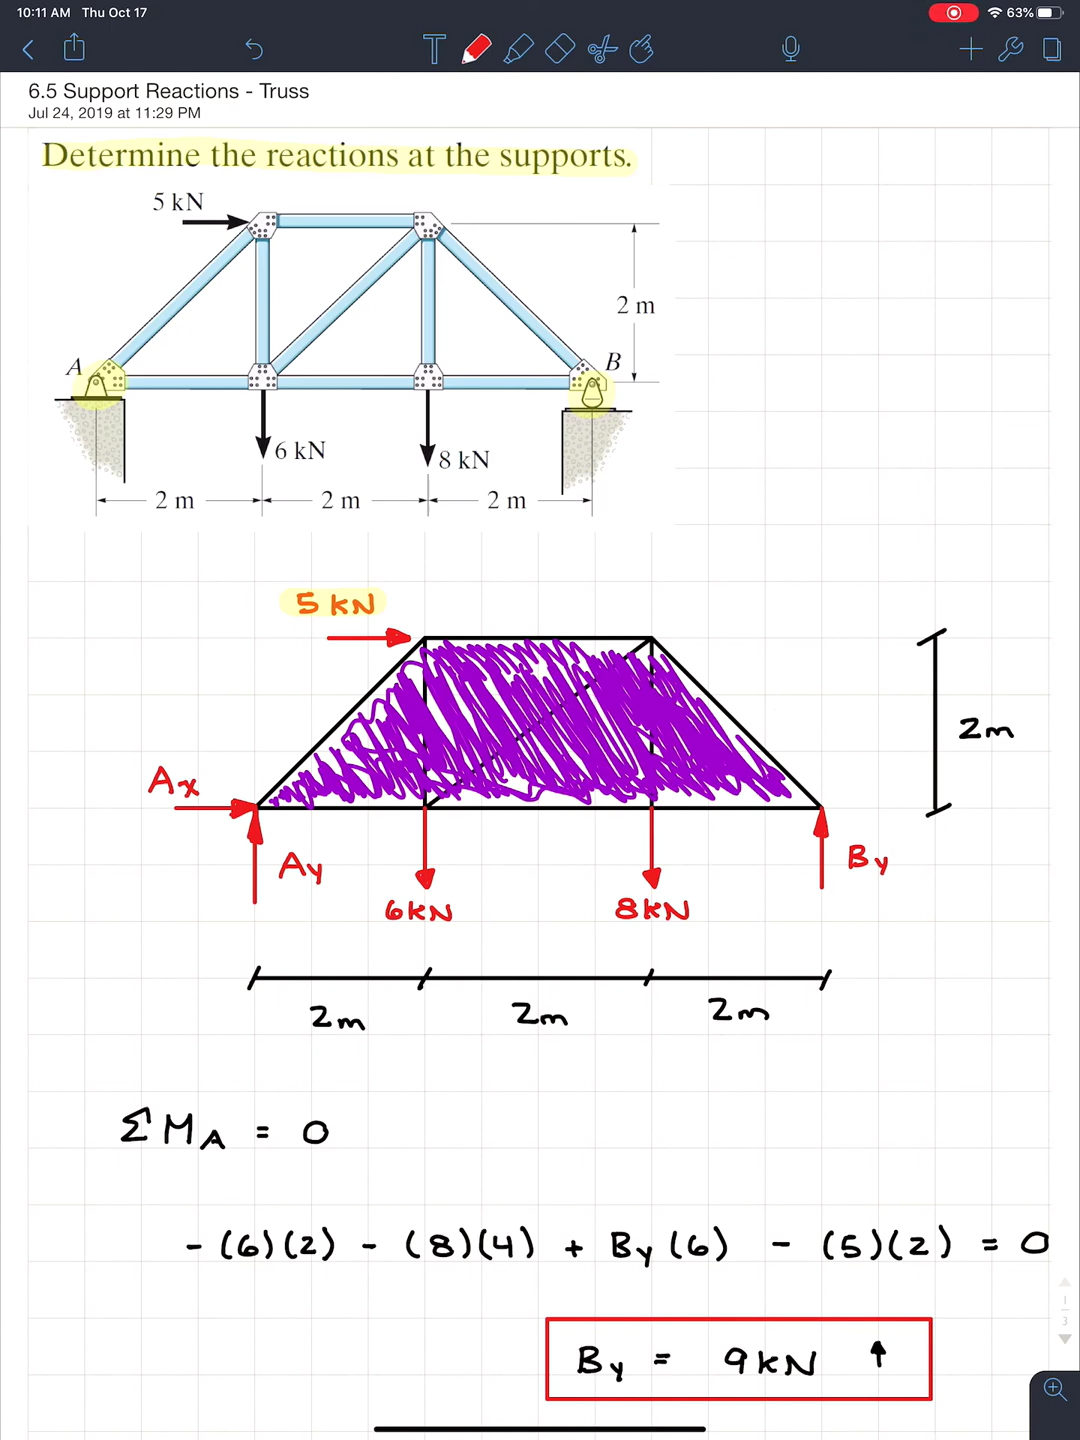 10:11 AM Thu Oct 17
63%
T
6.5 Support Reactions - Truss
Jul 24, 2019 at 11:29 PM
Determine the reactions at the supports.
5 kN
2 m
A
B
6 kN
8 kN
2 m 2 m 2 m
5 KN
2m
Ax
Ay
By
6KN
8KN
2m 2m 2m
ΣMA = 0
- (6)(2) - (8)(4) + By(6) - (5)(2) = 0
1
3
By = 9KN ↑